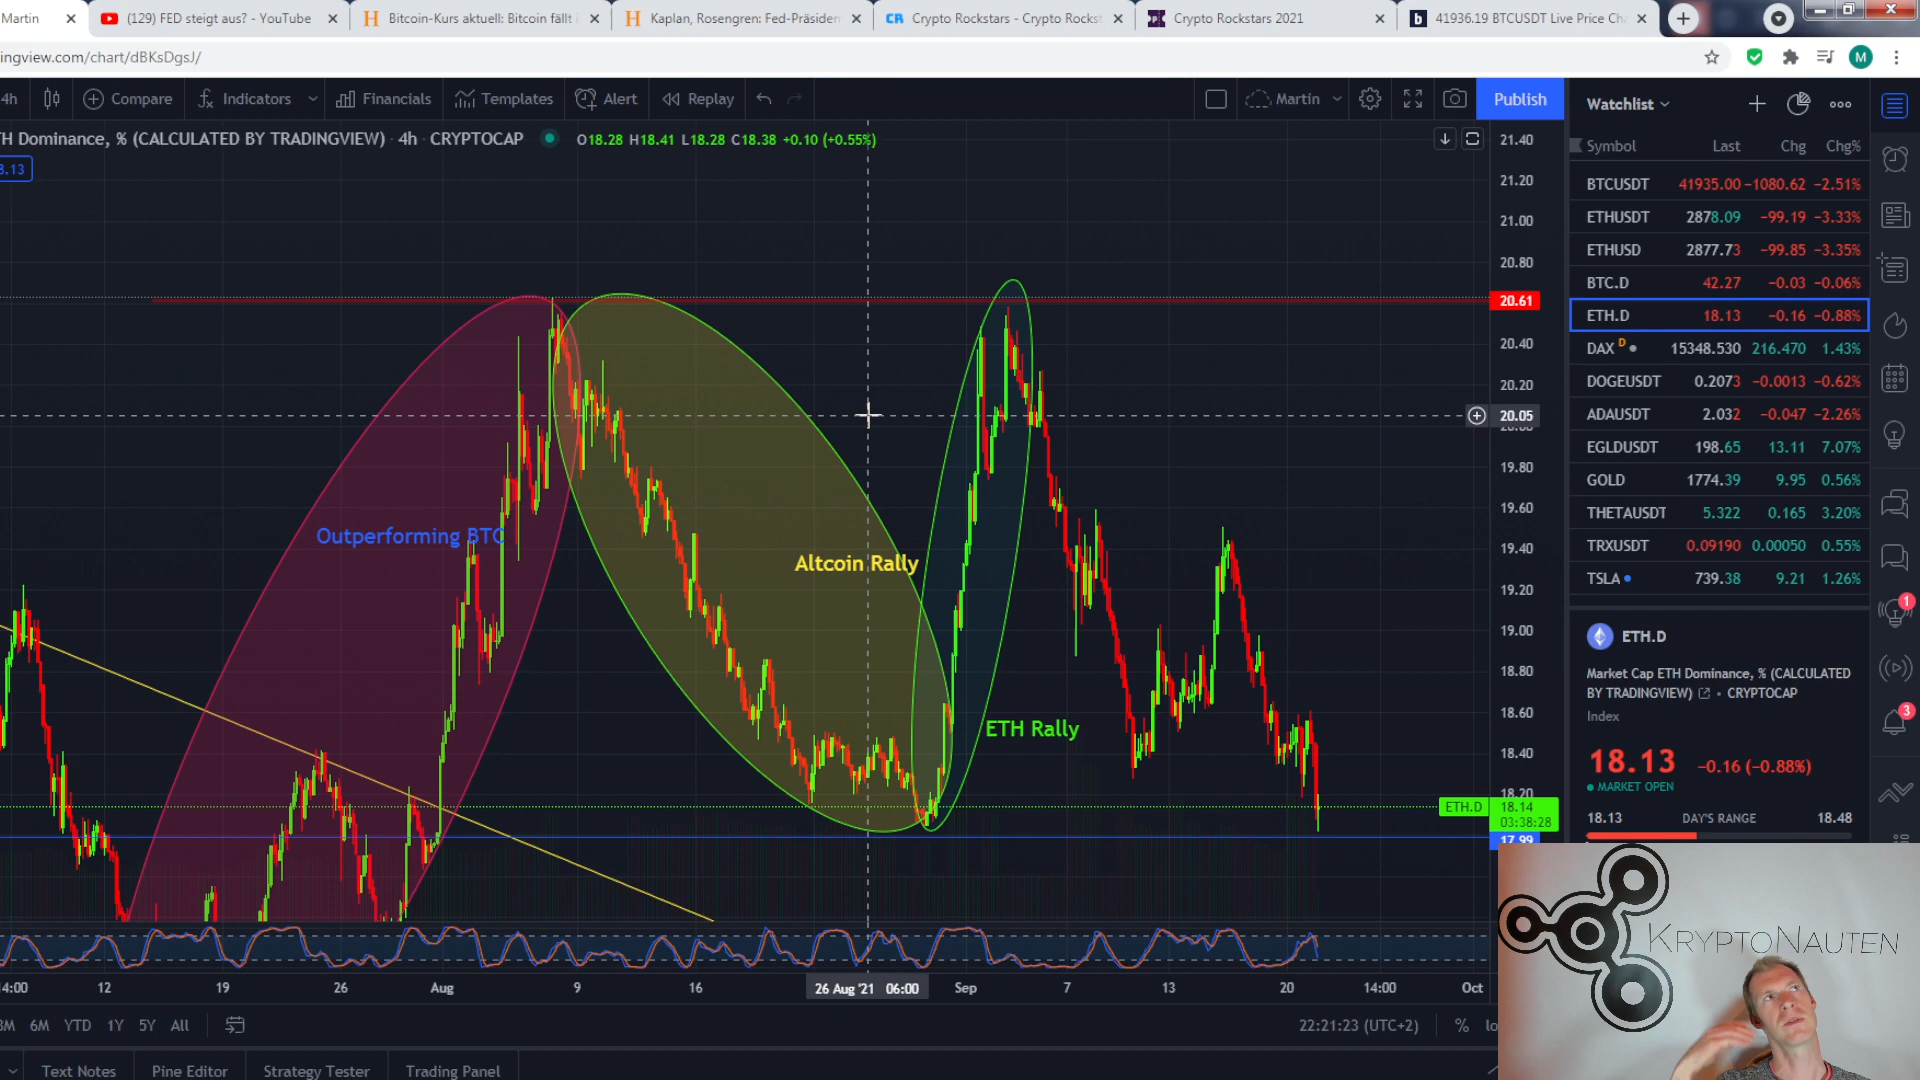 Martin
(129) FED steigt aus? - YouTube
Bitcoin-Kurs aktuell: Bitcoin fällt
Kaplan, Rosengren: Fed-Präsiden
Crypto Rockstars - Crypto Rockst
Crypto Rockstars 2021
41936.19 BTCUSDT Live Price Ch
ingview.com/chart/dBKsDgsJ/
M
4h
Compare
Indicators
Financials
Templates
Alert
Replay
Martin
Publish
TH Dominance, % (CALCULATED BY TRADINGVIEW) 4h · CRYPTOCAP
O18.28 H18.41 L18.28 C18.38 +0.10 (+0.55%)
8.13
Outperforming BTC
Altcoin Rally
ETH Rally
21.40
21.20
21.00
20.80
20.61
20.40
20.20
20.05
19.80
19.60
19.40
19.20
19.00
18.80
18.60
18.40
18.20
ETH.D 18.14
03:38:28
17.99
14:00 12 19 26 Aug 9 16 26 Aug '21 06:00 Sep 7 13 20 14:00 Oct
3M 6M YTD 1Y 5Y All
22:21:23 (UTC+2) % lo
Text Notes Pine Editor Strategy Tester Trading Panel
Watchlist
Symbol Last Chg Chg%
BTCUSDT 41935.00 −1080.62 −2.51%
ETHUSDT 2878.09 −99.19 −3.33%
ETHUSD 2877.73 −99.85 −3.35%
BTC.D 42.27 −0.03 −0.06%
ETH.D 18.13 −0.16 −0.88%
DAX D 15348.530 216.470 1.43%
DOGEUSDT 0.2073 −0.0013 −0.62%
ADAUSDT 2.032 −0.047 −2.26%
EGLDUSDT 198.65 13.11 7.07%
GOLD 1774.39 9.95 0.56%
THETAUSDT 5.322 0.165 3.20%
TRXUSDT 0.09190 0.00050 0.55%
TSLA 739.38 9.21 1.26%
ETH.D
Market Cap ETH Dominance, % (CALCULATED
BY TRADINGVIEW) • CRYPTOCAP
Index
18.13 −0.16 (−0.88%)
MARKET OPEN
18.13 DAY'S RANGE 18.48
1
3
KRYPTONAUTEN